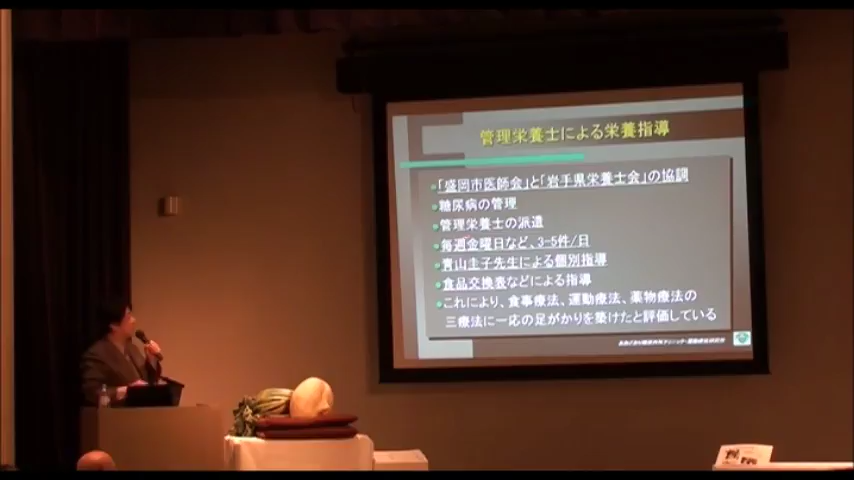 管理栄養士による栄養指導
「盛岡市医師会」と「岩手県栄養士会」の協調
糖尿病の管理
管理栄養士の派遣
毎週金曜日など、3-5件/日
青山圭子先生による個別指導
食品交換表などによる指導
これにより、食事療法、運動療法、薬物療法の
三療法に一応の足がかりを築けたと評価している